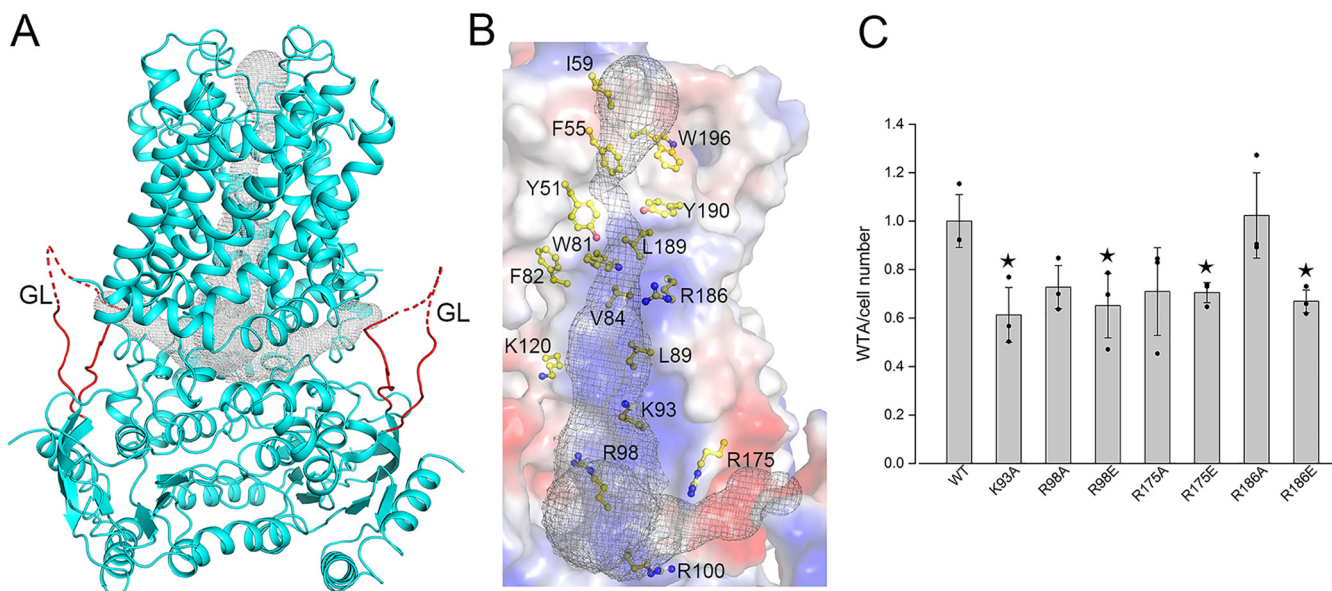 A
GL
GL
B
I59
F55
W196
Y51
Y190
W81
L189
F82
R186
V84
K120
L89
K93
R98
R175
R100
C
WTA/cell number
1.4
1.2
1.0
0.8
0.6
0.4
0.2
0.0
WT
K93A
R98A
R98E
R175A
R175E
R186A
R186E